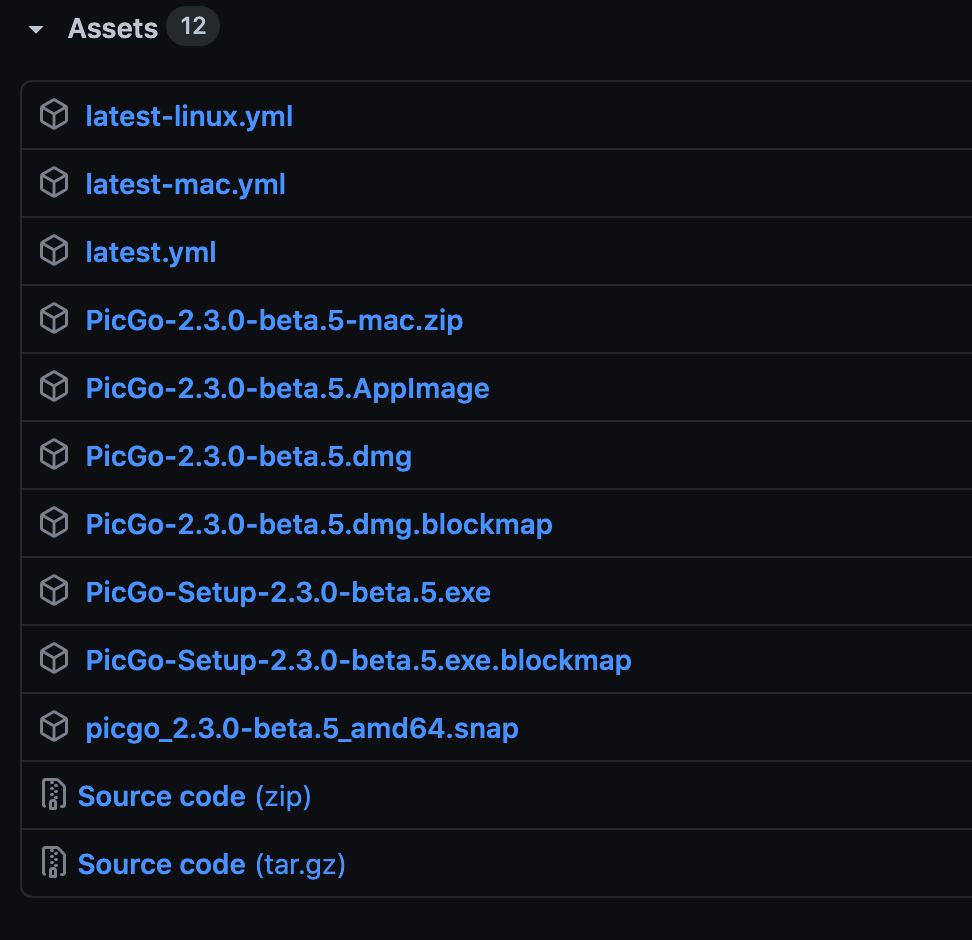 Assets 12
latest-linux.yml
latest-mac.yml
latest.yml
PicGo-2.3.0-beta.5-mac.zip
PicGo-2.3.0-beta.5.AppImage
PicGo-2.3.0-beta.5.dmg
PicGo-2.3.0-beta.5.dmg.blockmap
PicGo-Setup-2.3.0-beta.5.exe
PicGo-Setup-2.3.0-beta.5.exe.blockmap
picgo_2.3.0-beta.5_amd64.snap
Source code (zip)
Source code (tar.gz)